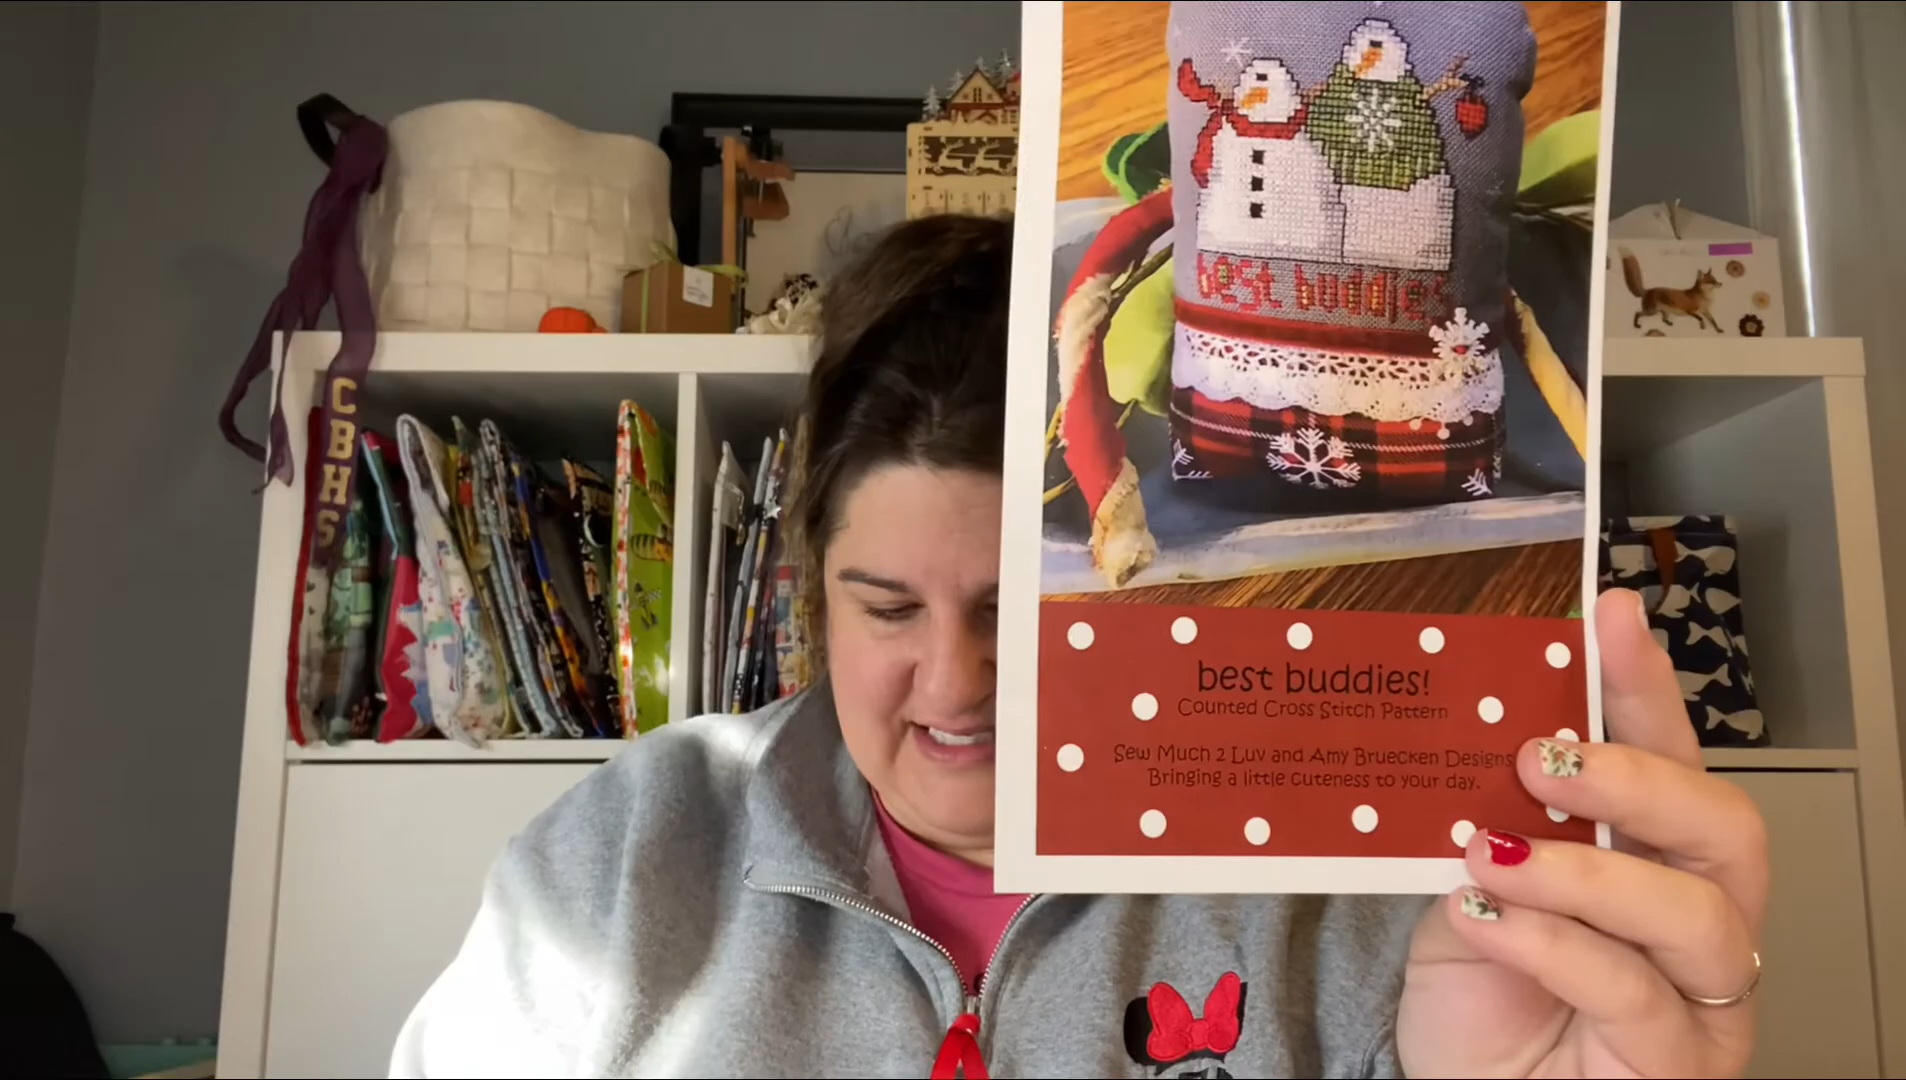 CBHS
best buddies
best buddies!
Counted Cross Stitch Pattern
Sew Much 2 Luv and Amy Bruecken Designs
Bringing a little cuteness to your day.